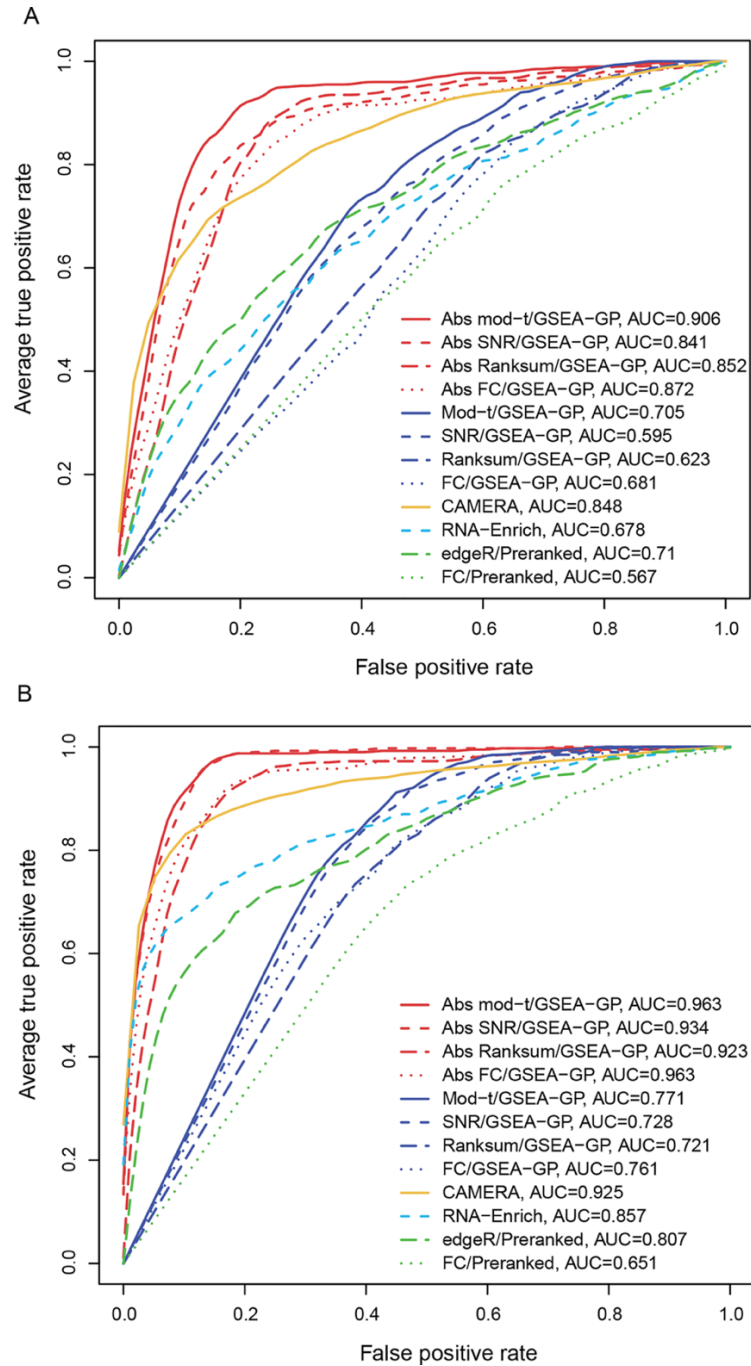 A
Average true positive rate
1.0
0.8
0.6
0.4
0.2
0.0
Abs mod-t/GSEA-GP, AUC=0.906
Abs SNR/GSEA-GP, AUC=0.841
Abs Ranksum/GSEA-GP, AUC=0.852
Abs FC/GSEA-GP, AUC=0.872
Mod-t/GSEA-GP, AUC=0.705
SNR/GSEA-GP, AUC=0.595
Ranksum/GSEA-GP, AUC=0.623
FC/GSEA-GP, AUC=0.681
CAMERA, AUC=0.848
RNA-Enrich, AUC=0.678
edgeR/Preranked, AUC=0.71
FC/Preranked, AUC=0.567
0.0 0.2 0.4 0.6 0.8 1.0
False positive rate
B
Average true positive rate
1.0
0.8
0.6
0.4
0.2
0.0
Abs mod-t/GSEA-GP, AUC=0.963
Abs SNR/GSEA-GP, AUC=0.934
Abs Ranksum/GSEA-GP, AUC=0.923
Abs FC/GSEA-GP, AUC=0.963
Mod-t/GSEA-GP, AUC=0.771
SNR/GSEA-GP, AUC=0.728
Ranksum/GSEA-GP, AUC=0.721
FC/GSEA-GP, AUC=0.761
CAMERA, AUC=0.925
RNA-Enrich, AUC=0.857
edgeR/Preranked, AUC=0.807
FC/Preranked, AUC=0.651
0.0 0.2 0.4 0.6 0.8 1.0
False positive rate